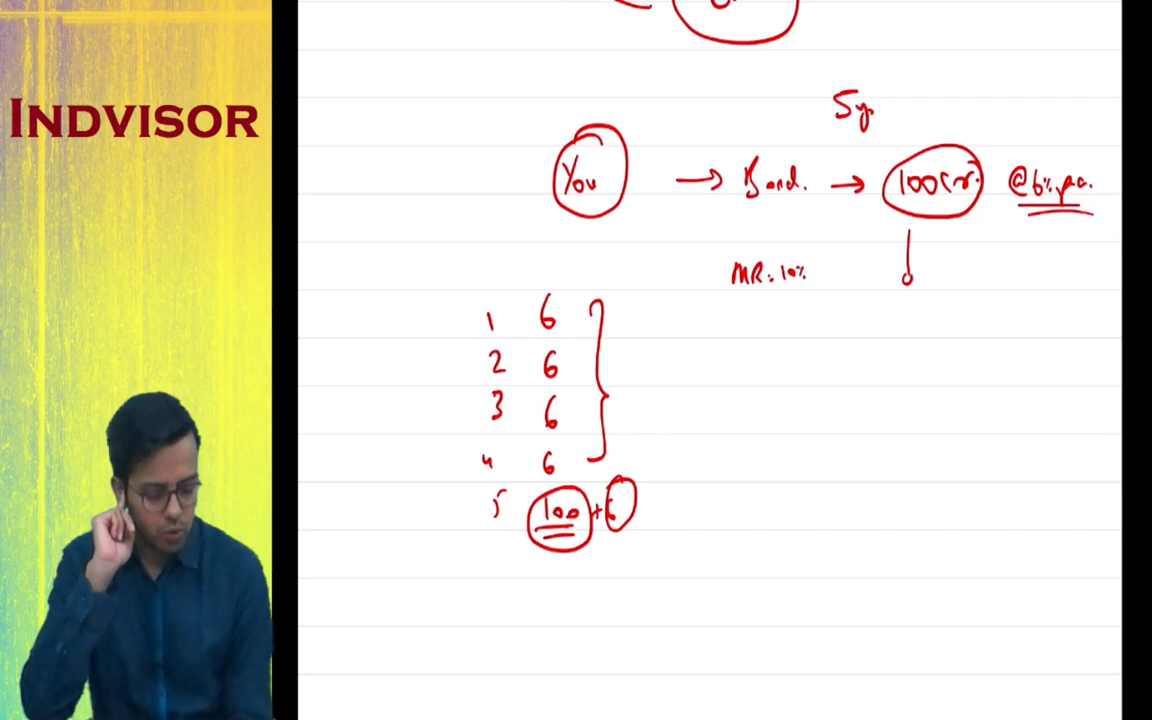 INDVISOR
5y.
You → Bond. → 100Cr. @6% p.a.
MR: 10%
1 6
2 6
3 6
4 6
5 100 + 6